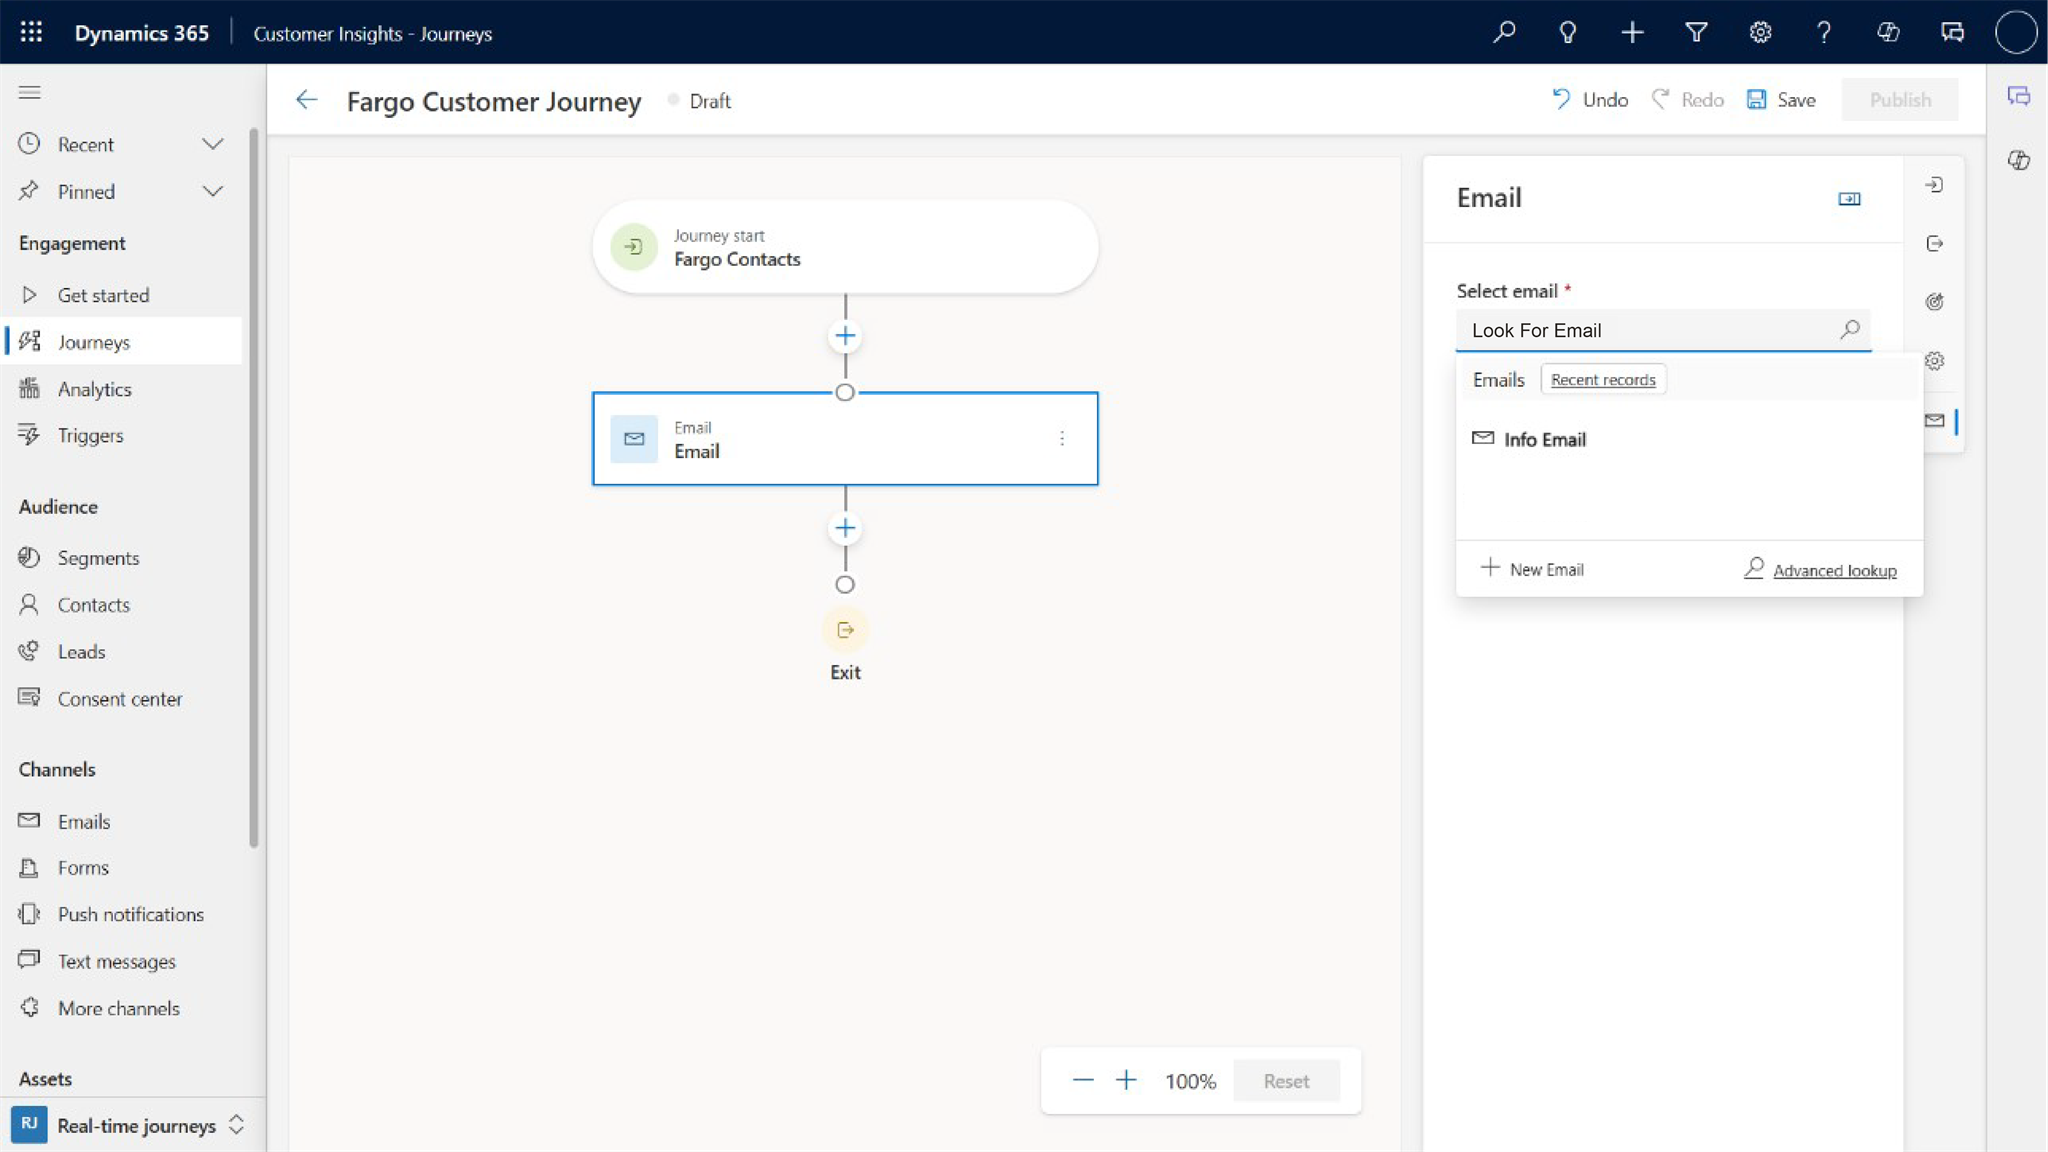 Dynamics 365
Customer Insights - Journeys
Recent
Pinned
Engagement
Get started
Journeys
Analytics
Triggers
Audience
Segments
Contacts
Leads
Consent center
Channels
Emails
Forms
Push notifications
Text messages
More channels
Assets
RJ
Real-time journeys
Fargo Customer Journey
Draft
Undo
Redo
Save
Publish
Journey start
Fargo Contacts
Email
Email
Exit
100%
Reset
Email
Select email *
Look For Email
Emails
Recent records
Info Email
New Email
Advanced lookup